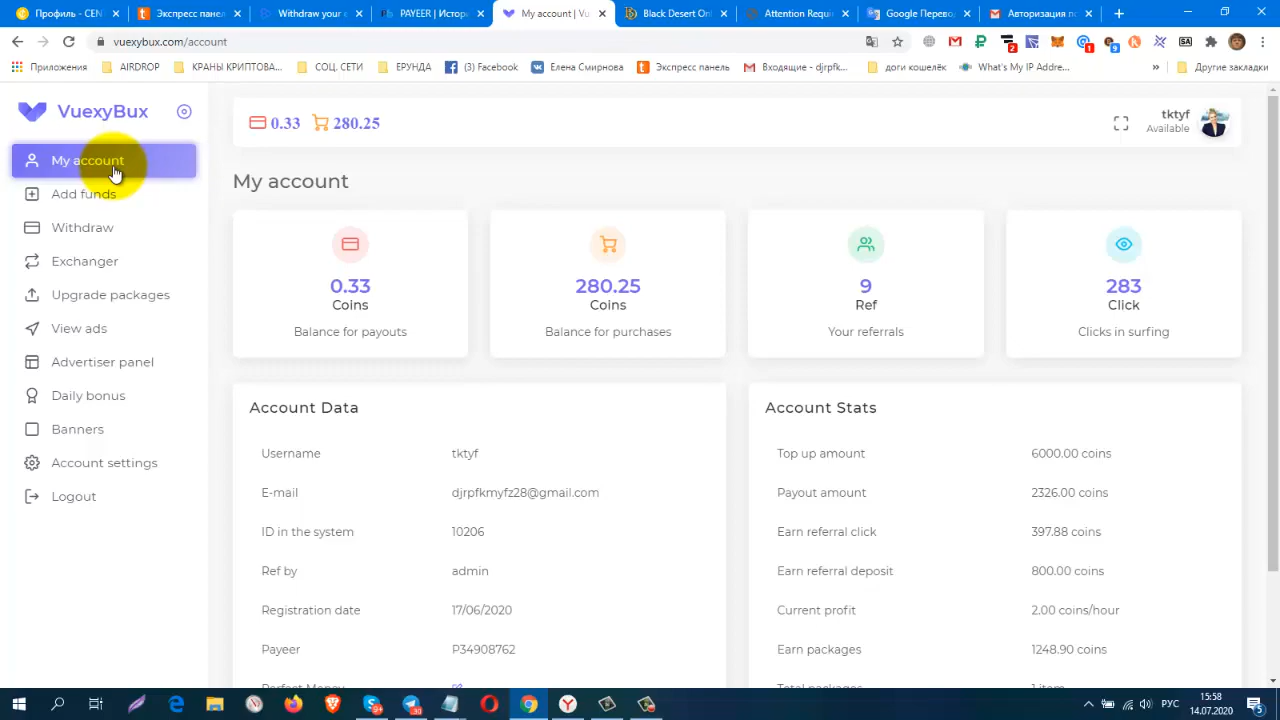 Профиль - CEN
Экспресс панел
Withdraw your e
PAYEER | Истор
My account | Vu
Black Desert Onl
Attention Requi
Google Перево
Авторизация по
vuexybux.com/account
Приложения
AIRDROP
КРАНЫ КРИПТОВА...
СОЦ. СЕТИ
ЕРУНДА
(3) Facebook
Елена Смирнова
Экспресс панель
Входящие - djrpfk...
доги кошелёк
What's My IP Addre...
Другие закладки
VuexyBux
0.33
280.25
tktyf
Available
My account
Add funds
Withdraw
Exchanger
Upgrade packages
View ads
Advertiser panel
Daily bonus
Banners
Account settings
Logout
My account
0.33
Coins
Balance for payouts
280.25
Coins
Balance for purchases
9
Ref
Your referrals
283
Click
Clicks in surfing
Account Data
Username tktyf
E-mail djrpfkmyfz28@gmail.com
ID in the system 10206
Ref by admin
Registration date 17/06/2020
Payeer P34908762
Account Stats
Top up amount 6000.00 coins
Payout amount 2326.00 coins
Earn referral click 397.88 coins
Earn referral deposit 800.00 coins
Current profit 2.00 coins/hour
Earn packages 1248.90 coins
РУС
15:58
14.07.2020